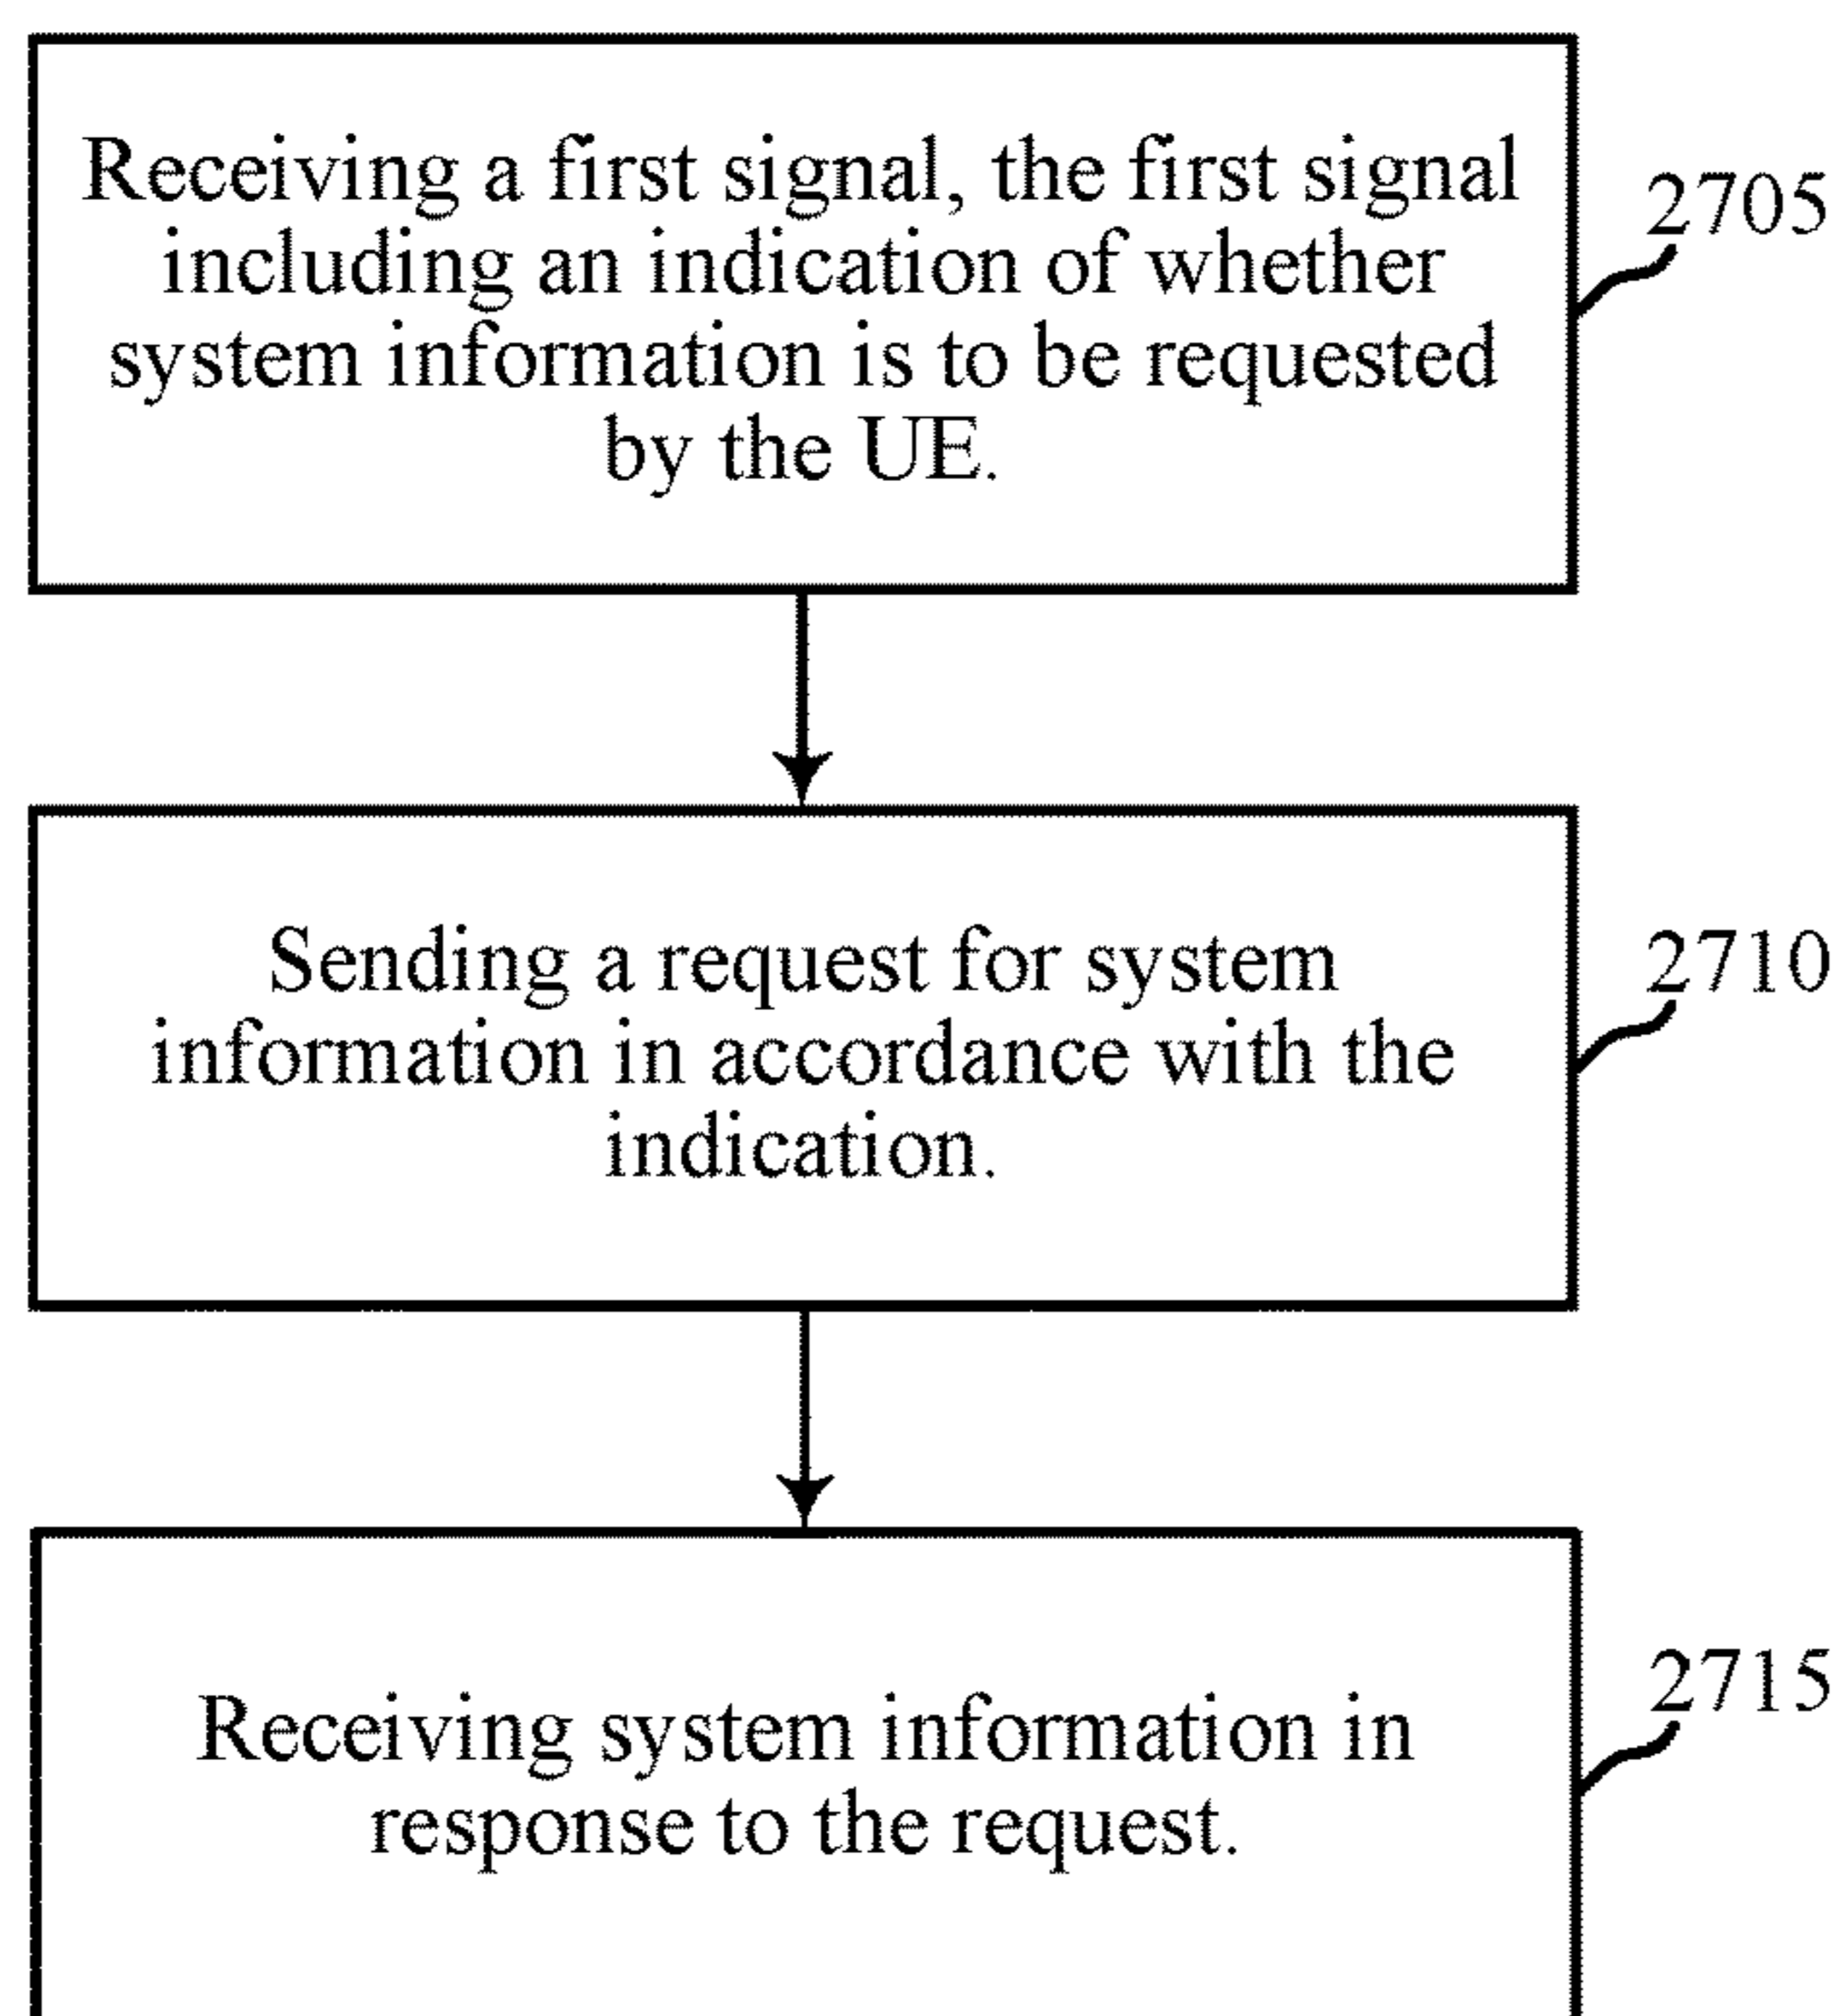 Receiving a first signal, the first signal
including an indication of whether
system information is to be requested
by the UE.
2705
Sending a request for system
information in accordance with the
indication.
2710
Receiving system information in
response to the request.
2715